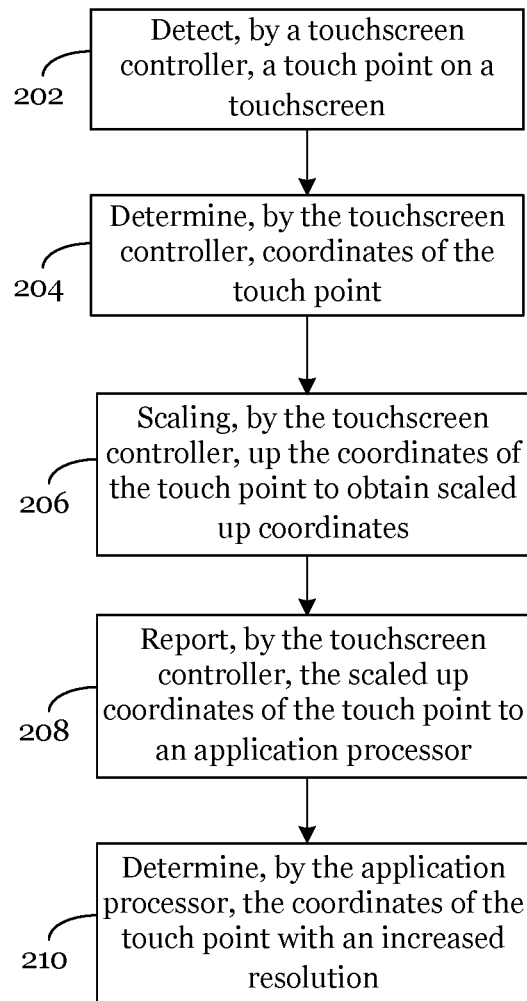 Detect, by a touchscreen
controller, a touch point on a
touchscreen
202
Determine, by the touchscreen
controller, coordinates of the
touch point
204
Scaling, by the touchscreen
controller, up the coordinates of
the touch point to obtain scaled
up coordinates
206
Report, by the touchscreen
controller, the scaled up
coordinates of the touch point to
an application processor
208
Determine, by the application
processor, the coordinates of the
touch point with an increased
resolution
210